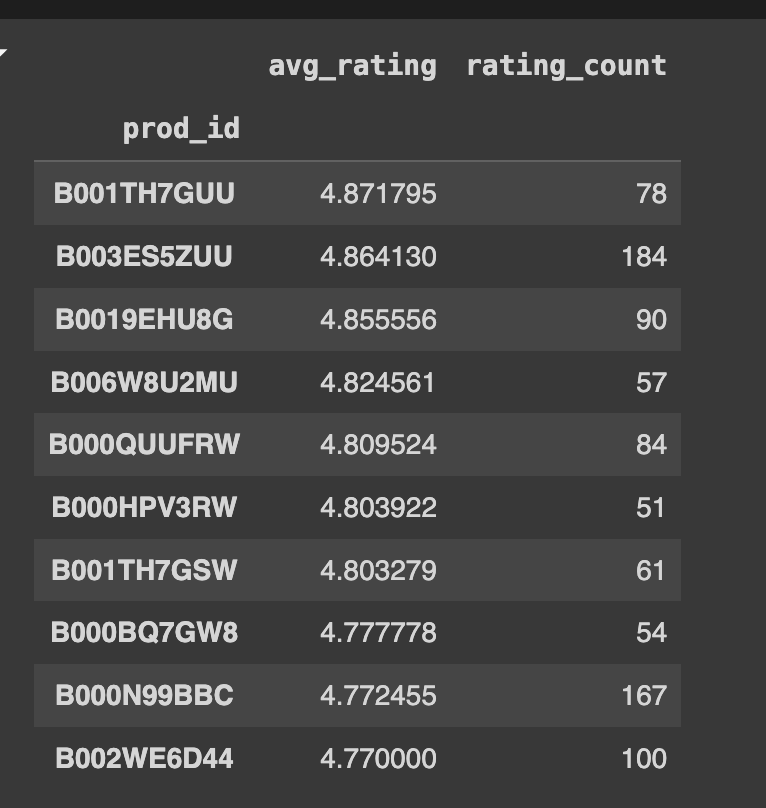 avg_rating rating_count
prod_id
B001TH7GUU 4.871795 78
B003ES5ZUU 4.864130 184
B0019EHU8G 4.855556 90
B006W8U2MU 4.824561 57
B000QUUFRW 4.809524 84
B000HPV3RW 4.803922 51
B001TH7GSW 4.803279 61
B000BQ7GW8 4.777778 54
B000N99BBC 4.772455 167
B002WE6D44 4.770000 100